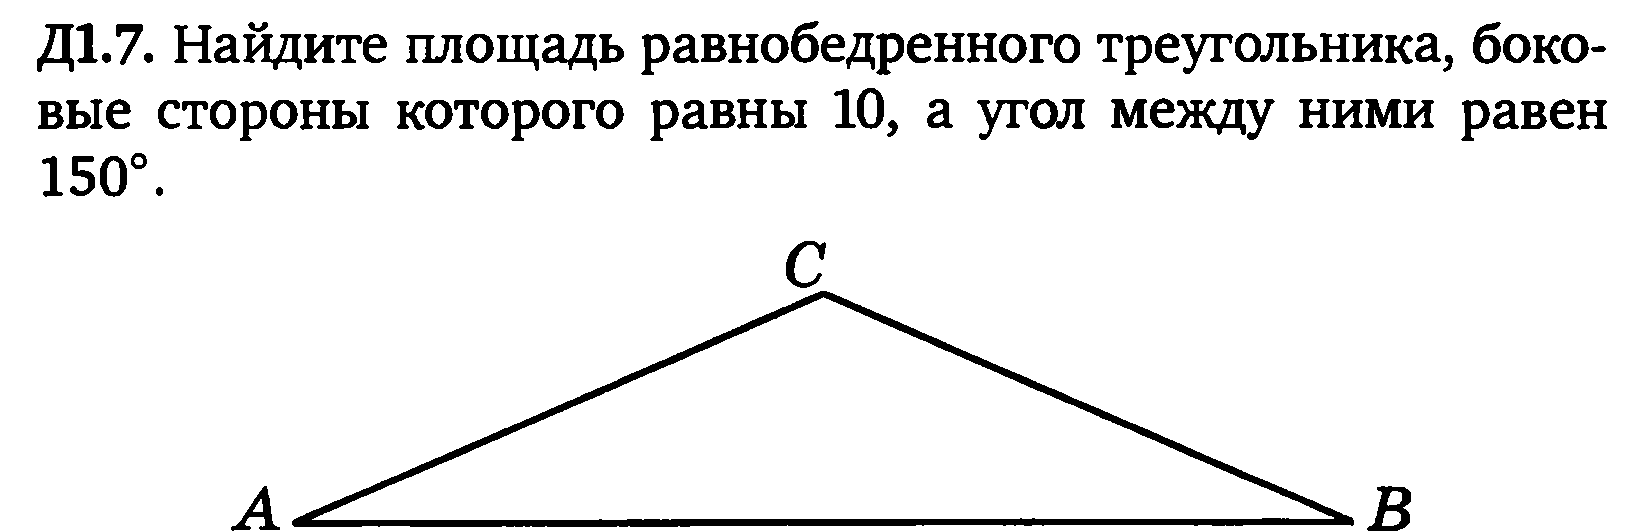 Д1.7. Найдите площадь равнобедренного треугольника, боко-
вые стороны которого равны 10, а угол между ними равен
150°.
C
A
B